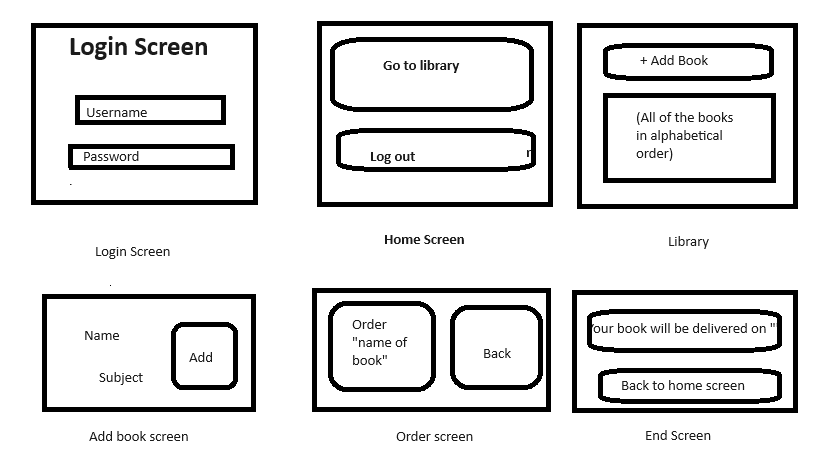 Login Screen
Username
Password
Login Screen
Go to library
Log out
Home Screen
+ Add Book
(All of the books
in alphabetical
order)
Library
Name
Subject
Add
Add book screen
Order
"name of
book"
Back
Order screen
our book will be delivered on "
Back to home screen
End Screen